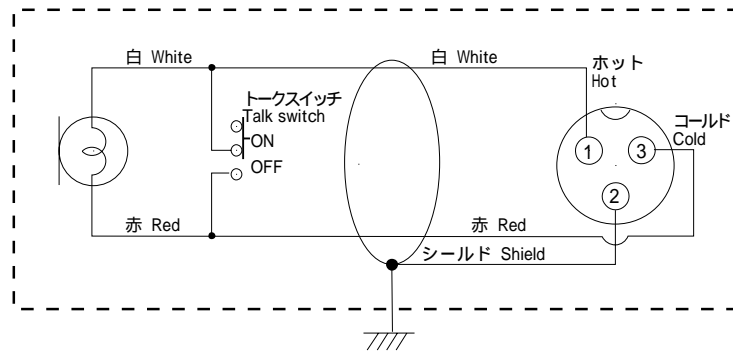 白 White
白 White
ホット
Hot
トークスイッチ
Talk switch
ON
OFF
コールド
Cold
1
3
2
赤 Red
赤 Red
シールド Shield